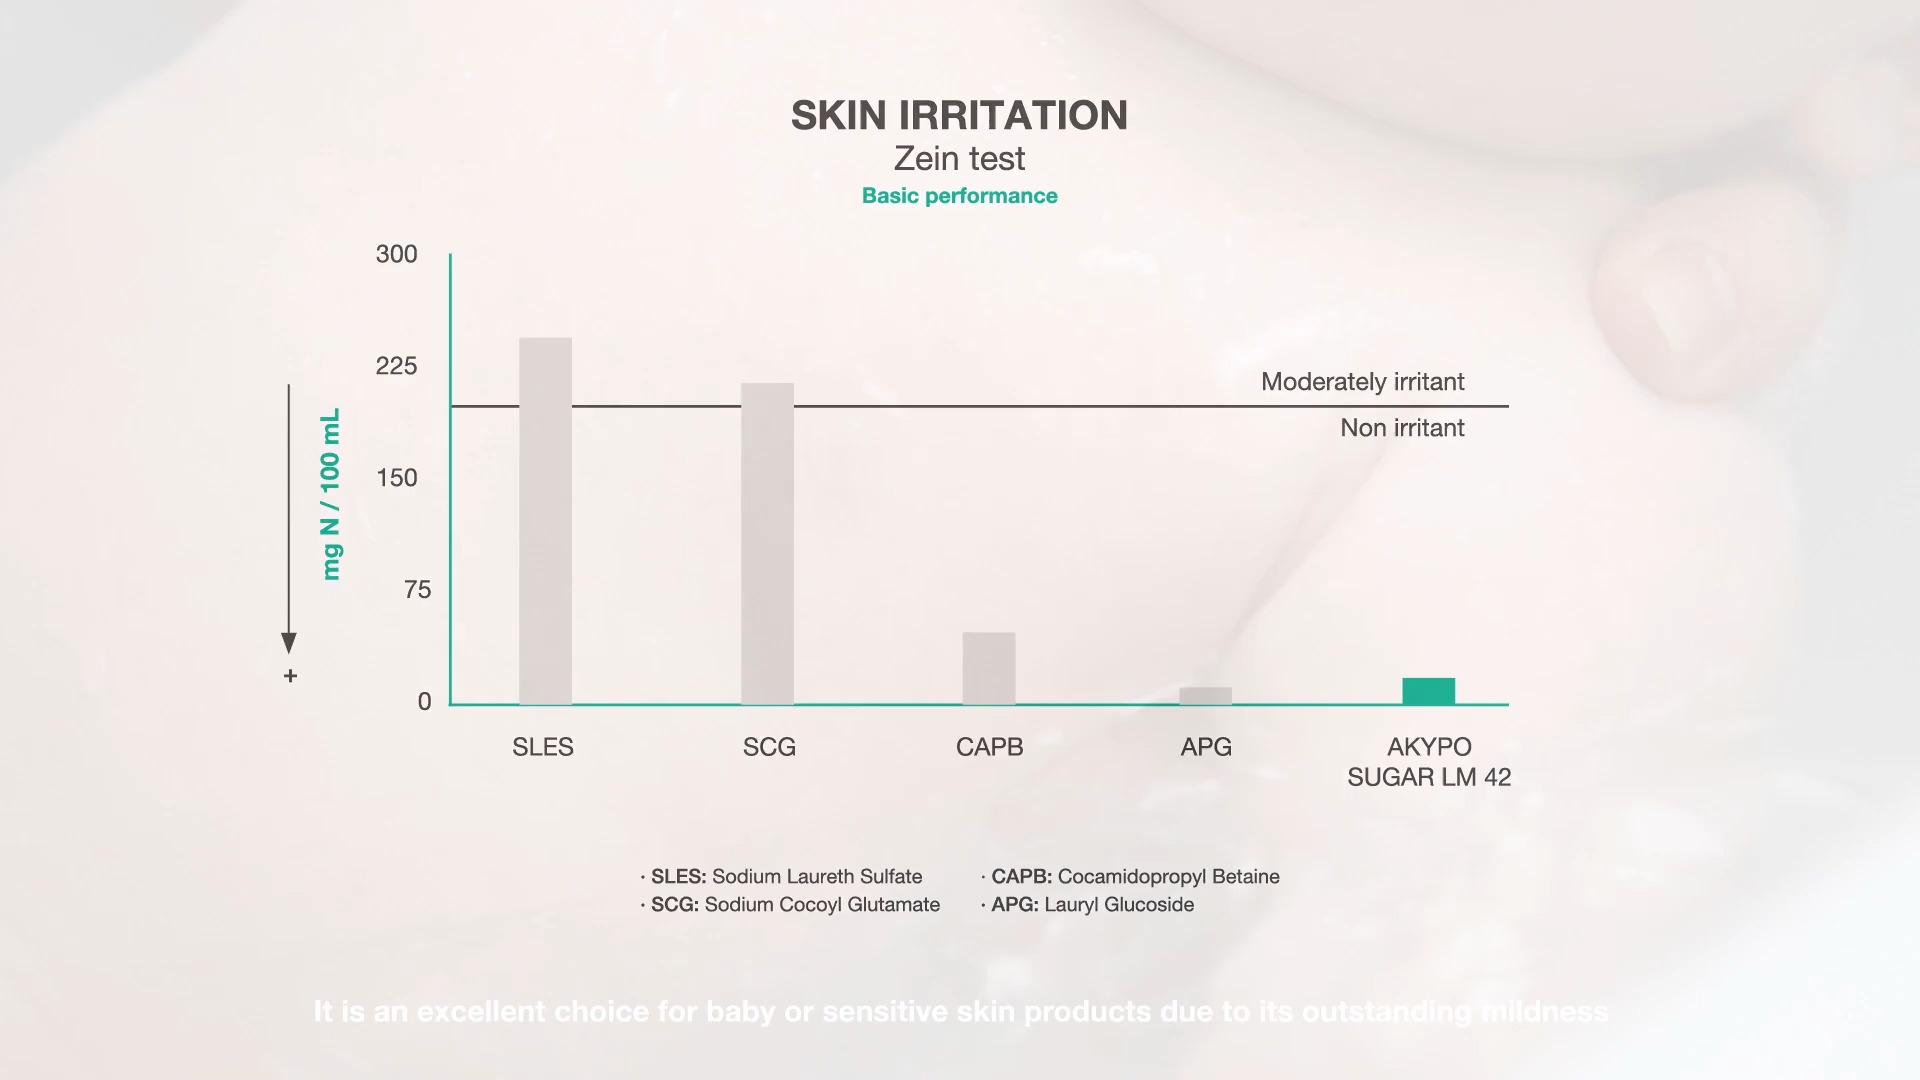 SKIN IRRITATION
Zein test
Basic performance
300
225
150
75
0
mg N / 100 mL
+
Moderately irritant
Non irritant
SLES
SCG
CAPB
APG
AKYPO
SUGAR LM 42
· SLES: Sodium Laureth Sulfate
· SCG: Sodium Cocoyl Glutamate
· CAPB: Cocamidopropyl Betaine
· APG: Lauryl Glucoside
It is an excellent choice for baby or sensitive skin products due to its outstanding mildness